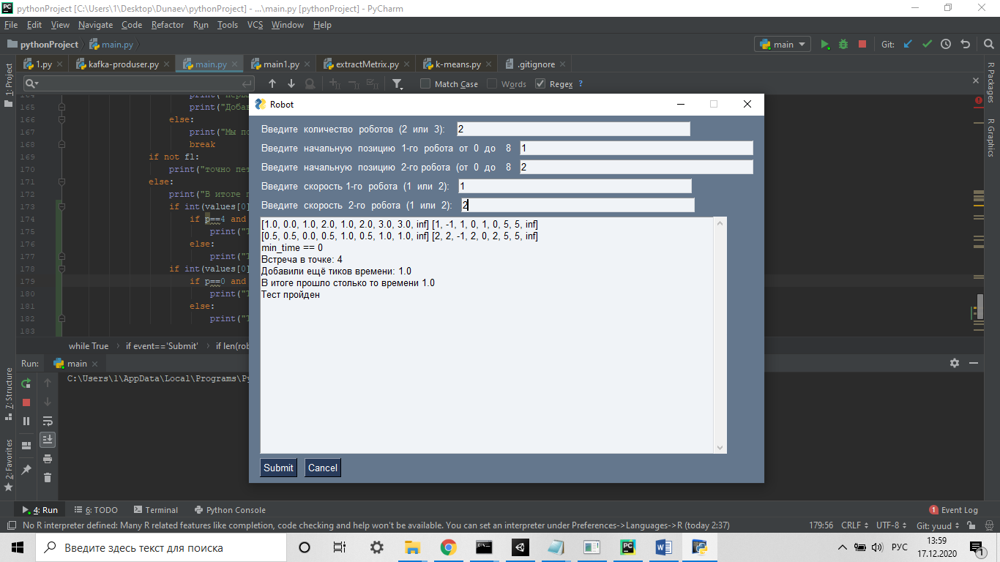 pythonProject [C:\Users\1\Desktop\Dunaev\pythonProject] - ...\main.py [pythonProject] - PyCharm
File Edit View Navigate Code Refactor Run Tools VCS Window Help
pythonProject main.py main Git:
1.py kafka-produser.py main.py main1.py extractMetrix.py k-means.py .gitignore
Match Case Words Regex ?
1: Project
R Packages
R Graphics
164
165 print("Добав
166 else:
167 print("Мы по
168 break
169 if not fl:
170 print("точно пет
171 else:
172 print("В итоге п
173 if int(values[0]
174 if p==4 and
175 print("Т
176 else:
177 print("Т
178 if int(values[0]
179 if p==0 and
180 print("Т
181 else:
182 print("Т
183
while True if event=='Submit' if len(rob
Robot
Введите количество роботов (2 или 3): 2
Введите начальную позицию 1-го робота от 0 до 8 1
Введите начальную позицию 2-го робота (от 0 до 8 2
Введите скорость 1-го робота (1 или 2): 1
Введите скорость 2-го робота (1 или 2): 2
[1.0, 0.0, 1.0, 2.0, 1.0, 2.0, 3.0, 3.0, inf] [1, -1, 1, 0, 1, 0, 5, 5, inf]
[0.5, 0.5, 0.0, 0.5, 1.0, 0.5, 1.0, 1.0, inf] [2, 2, -1, 2, 0, 2, 5, 5, inf]
min_time == 0
Встреча в точке: 4
Добавили ещё тиков времени: 1.0
В итоге прошло столько то времени 1.0
Тест пройден
Submit Cancel
Run: main
C:\Users\1\AppData\Local\Programs\Py
7: Structure
2: Favorites
4: Run 6: TODO Terminal Python Console 1 Event Log
No R interpreter defined: Many R related features like completion, code checking and help won't be available. You can set an interpreter under Preferences->Languages->R (today 2:37) 179:56 CRLF UTF-8 Git: yuud
Введите здесь текст для поиска РУС 13:59
17.12.2020 1